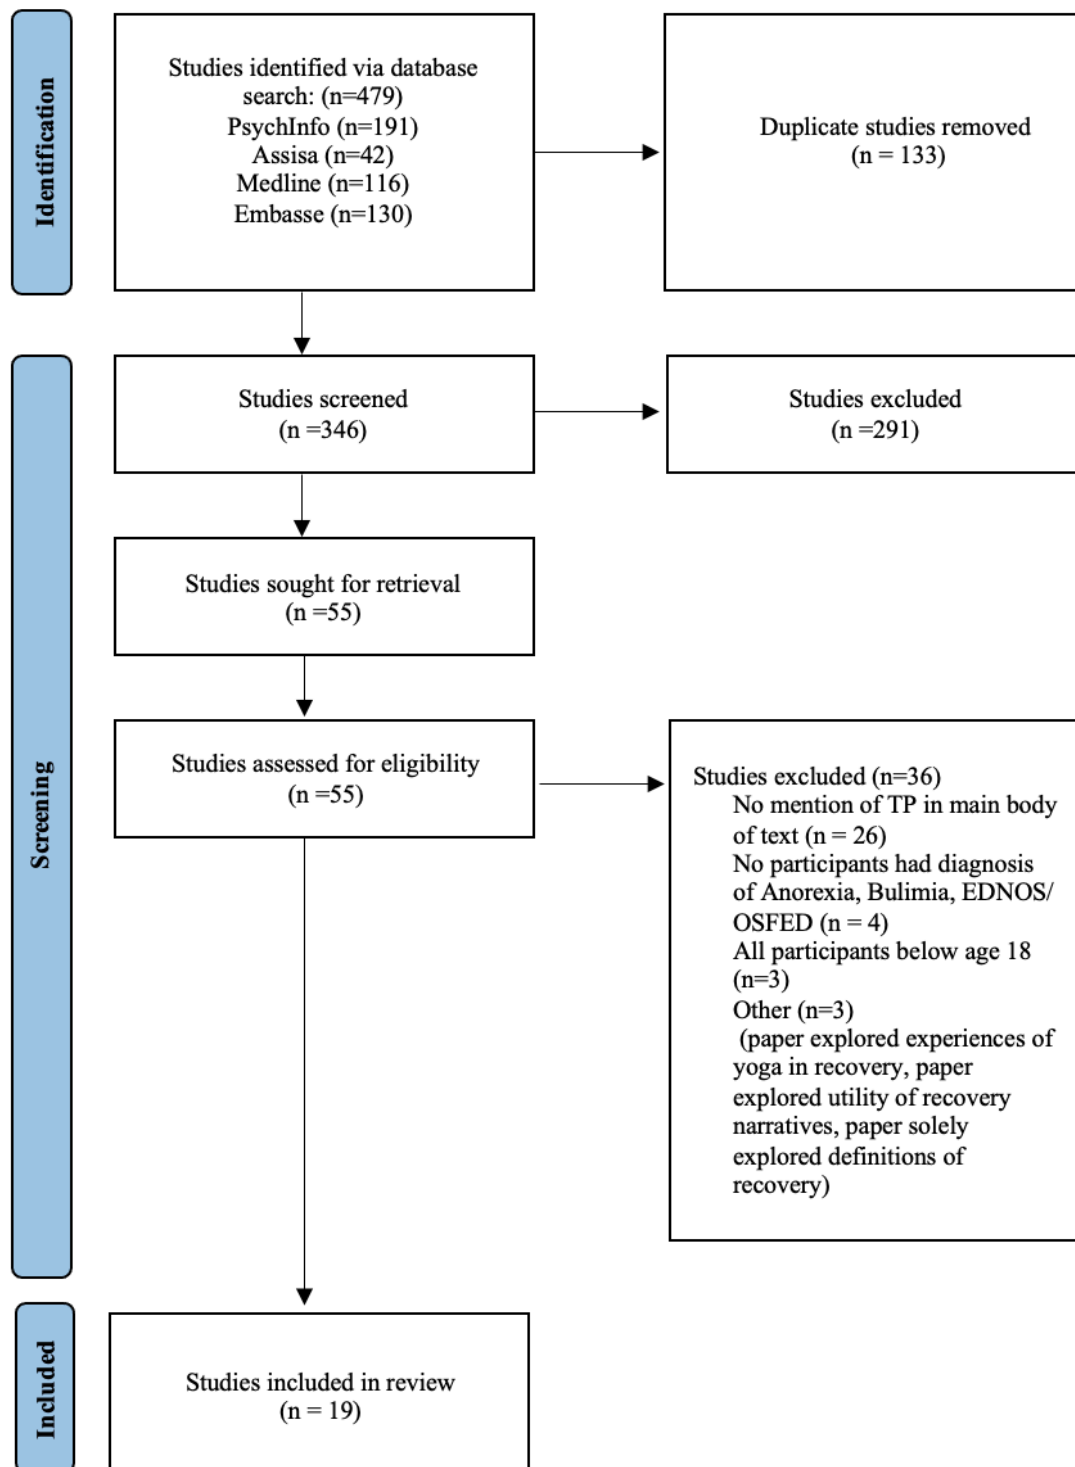 Identification
Studies identified via database
search: (n=479)
PsychInfo (n=191)
Assisa (n=42)
Medline (n=116)
Embasse (n=130)
Duplicate studies removed
(n = 133)
Screening
Studies screened
(n =346)
Studies excluded
(n =291)
Studies sought for retrieval
(n =55)
Studies assessed for eligibility
(n =55)
Studies excluded (n=36)
No mention of TP in main body
of text (n = 26)
No participants had diagnosis
of Anorexia, Bulimia, EDNOS/
OSFED (n = 4)
All participants below age 18
(n=3)
Other (n=3)
(paper explored experiences of
yoga in recovery, paper
explored utility of recovery
narratives, paper solely
explored definitions of
recovery)
Included
Studies included in review
(n = 19)